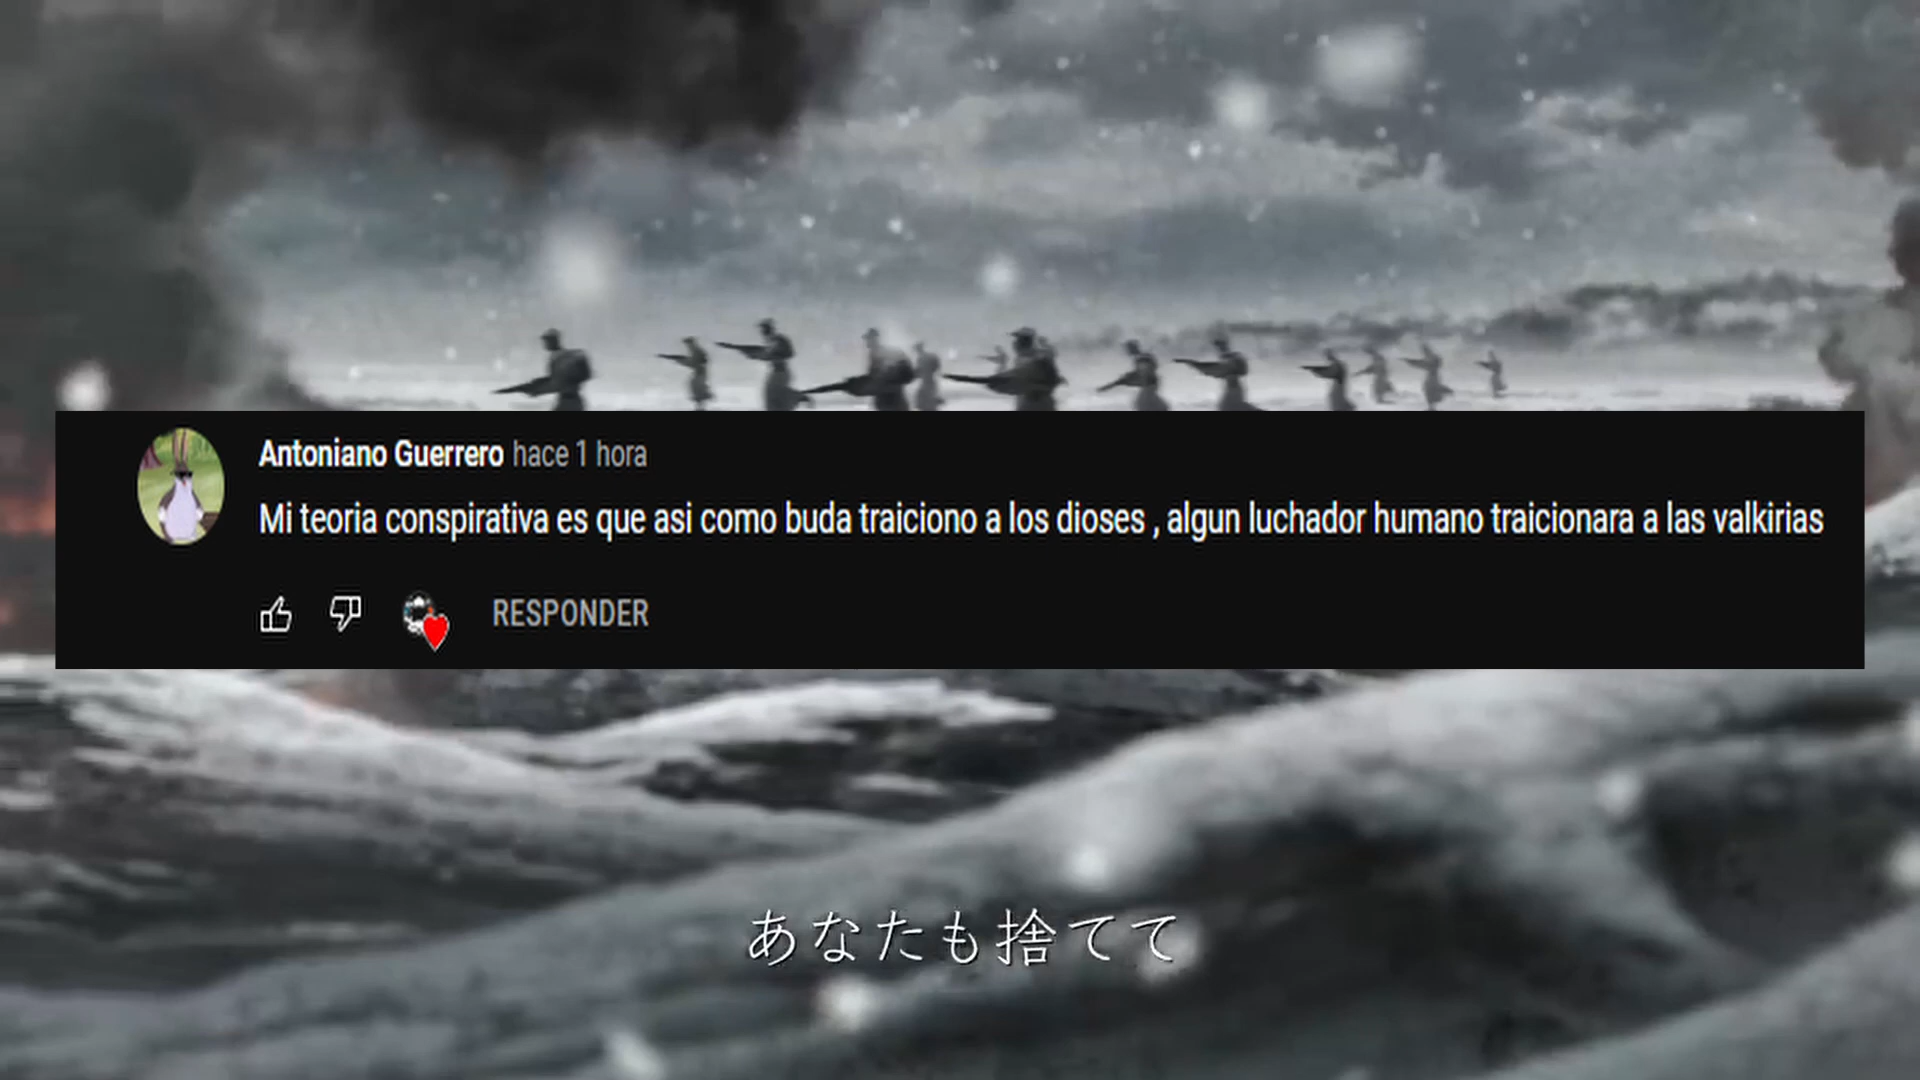 Antoniano Guerrero hace 1 hora
Mi teoria conspirativa es que asi como buda traiciono a los dioses , algun luchador humano traicionara a las valkirias
RESPONDER
あなたも捨てて